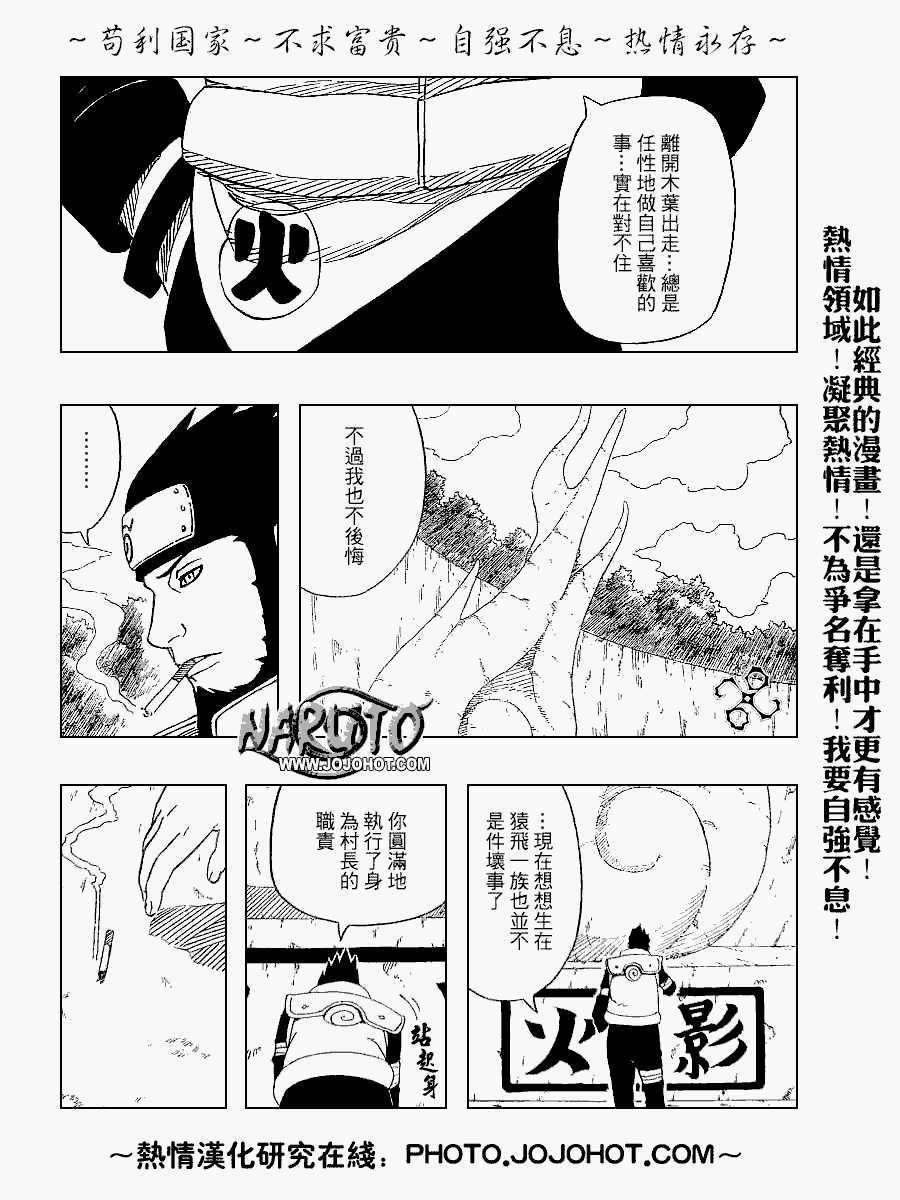 ～苟利国家～不求富贵～自强不息～热情永存～
離開木葉出走…總是
任性地做自己喜歡的
事…實在對不住
火
如此經典的漫畫！還是拿在手中才更有感覺！
熱情領域！凝聚熱情！不為爭名奪利！我要自強不息！
不過我也不後悔
………
NARUTO
WWW.JOJOHOT.COM
…現在想想生在
猿飛一族也並不
是件壞事了
火影
你圓滿地
執行了身
為村長的
職責
站起身
～熱情漢化研究在綫：PHOTO.JOJOHOT.COM～